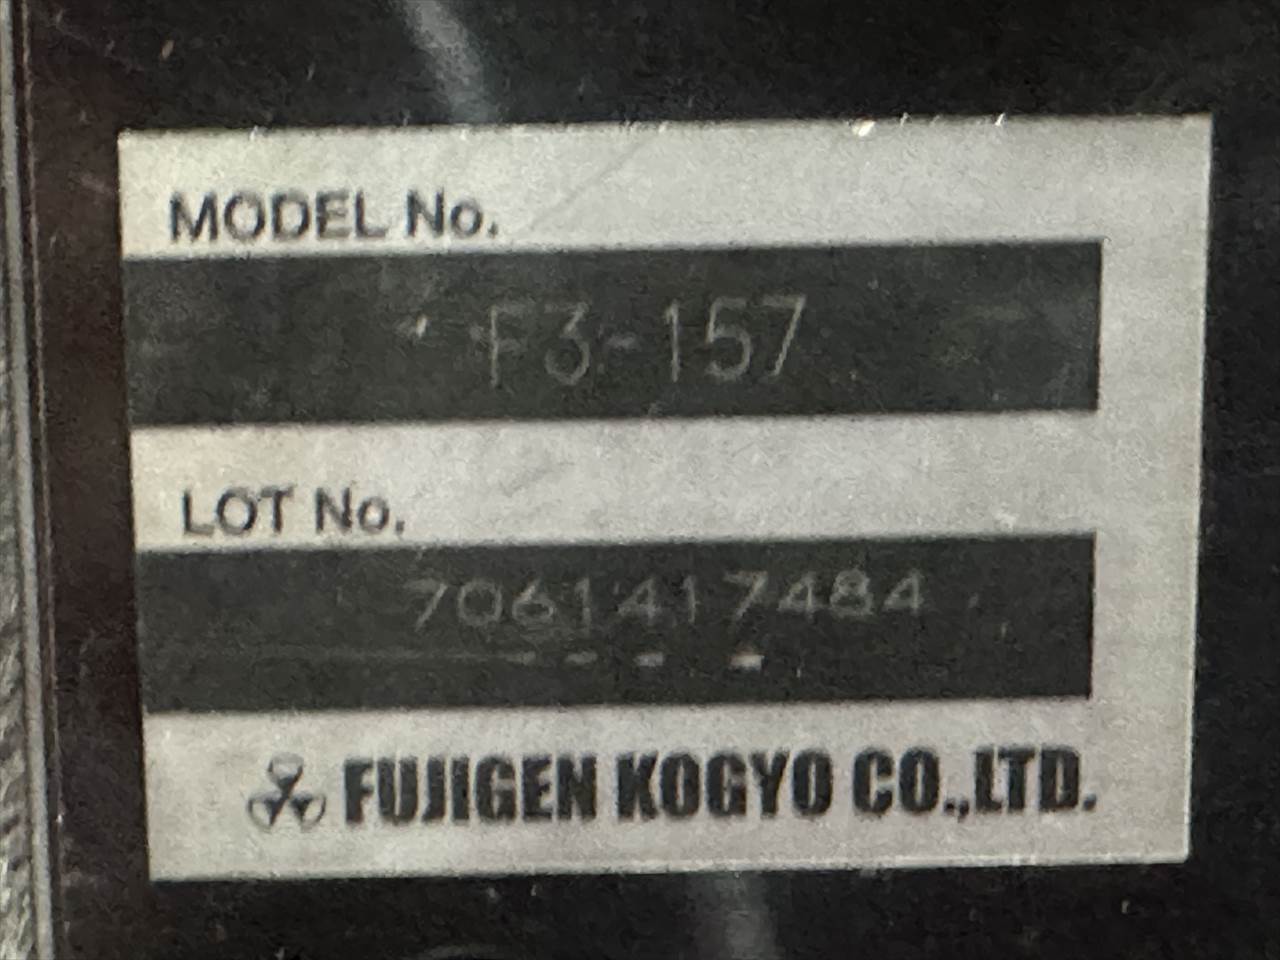 MODEL No.
F3-157
LOT No.
7061417484
FUJIGEN KOGYO CO.,LTD.